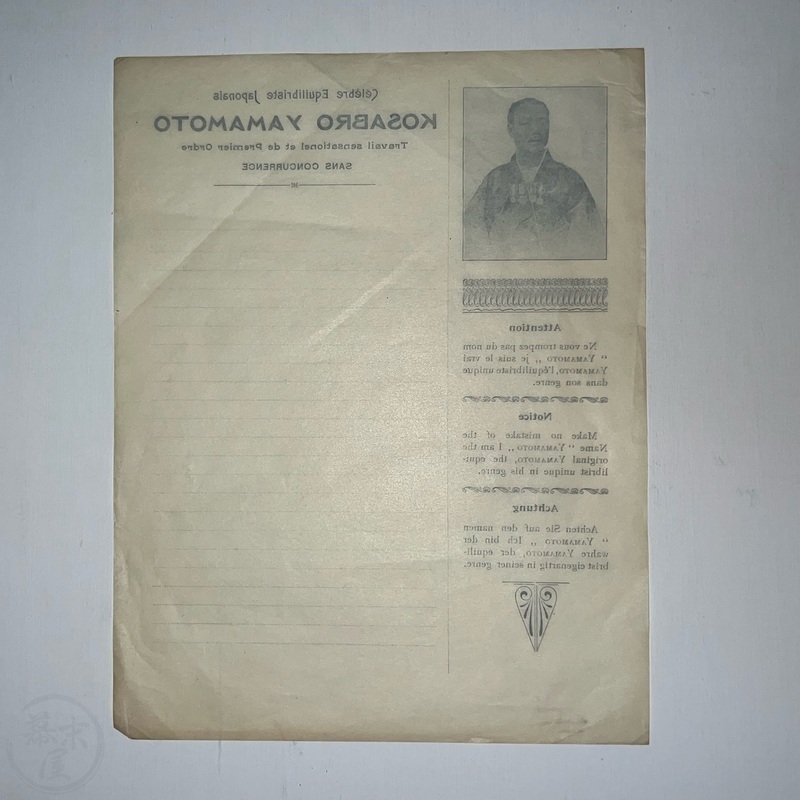 Célèbre Equilibriste Japonais
KOSABRO YAMAMOTO
Travail sensationel et de Premier Ordre
SANS CONCURRENCE
Attention
Ne vous trompez pas du nom
“ YAMAMOTO „ je suis le vrai
YAMAMOTO, l'équilibriste unique
dans son genre.
Notice
Make no mistake of the
Name “ YAMAMOTO „ I am the
original YAMAMOTO, the equi-
librist unique in his genre.
Achtung
Achten Sie auf den namen
“ YAMAMOTO „ Ich bin der
wahre YAMAMOTO, der equili-
brist eigenartig in seiner genre.
幕末
屋